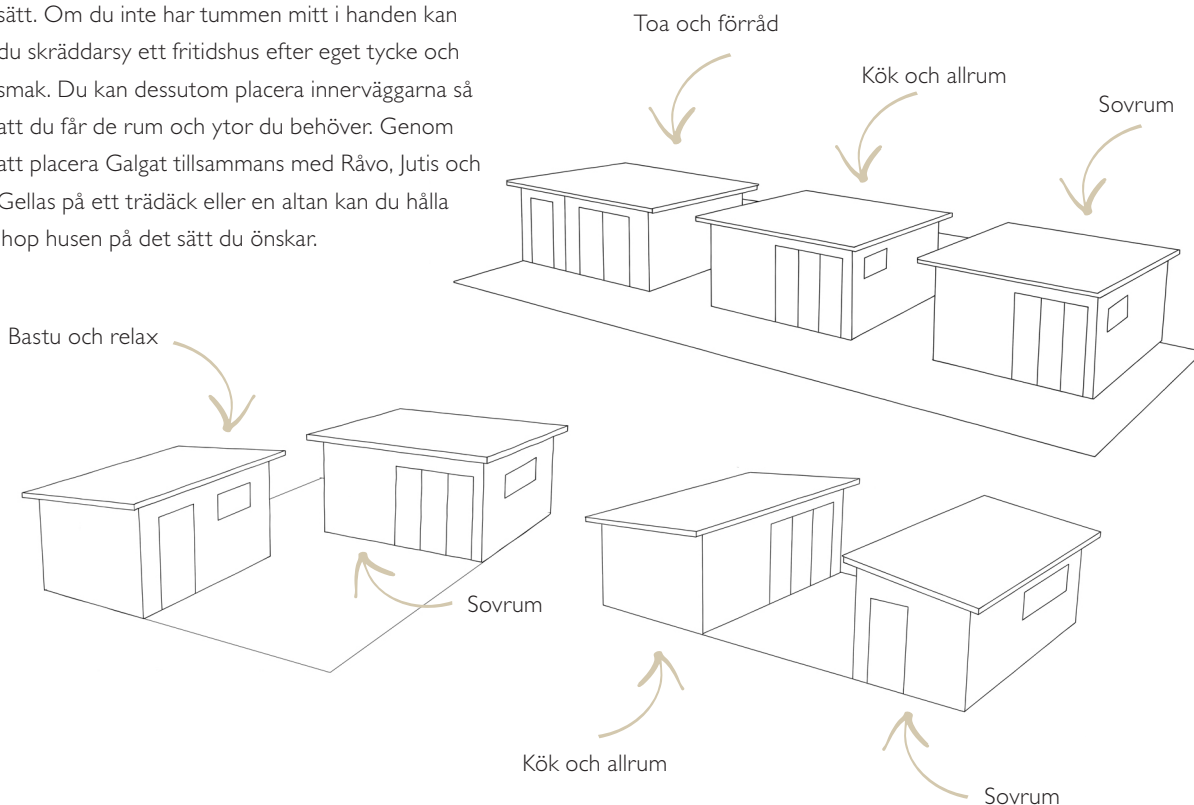 sätt. Om du inte har tummen mitt i handen kan
du skräddarsy ett fritidshus efter eget tycke och
smak. Du kan dessutom placera innerväggarna så
att du får de rum och ytor du behöver. Genom
att placera Galgat tillsammans med Råvo, Jutis och
Gellas på ett trädäck eller en altan kan du hålla
ihop husen på det sätt du önskar.
Toa och förråd
Kök och allrum
Sovrum
Bastu och relax
Sovrum
Kök och allrum
Sovrum